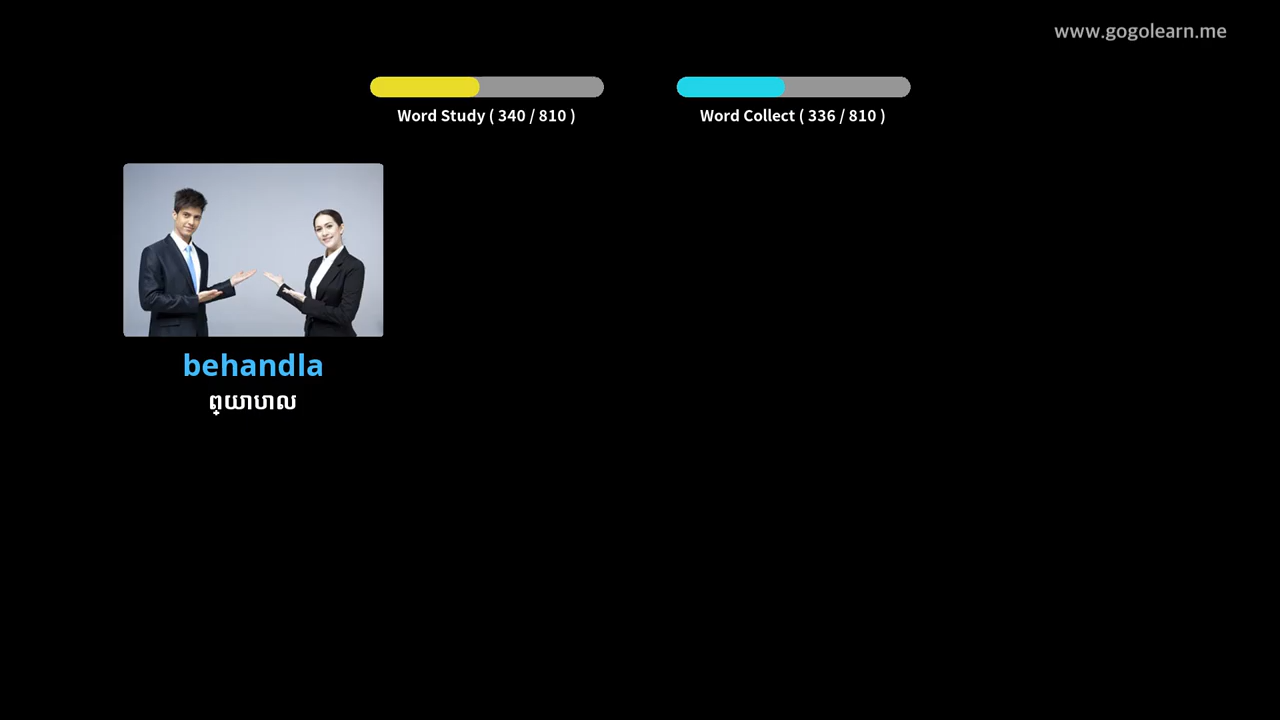 www.gogolearn.me
Word Study ( 340 / 810 )
Word Collect ( 336 / 810 )
behandla
ព្យាបាល